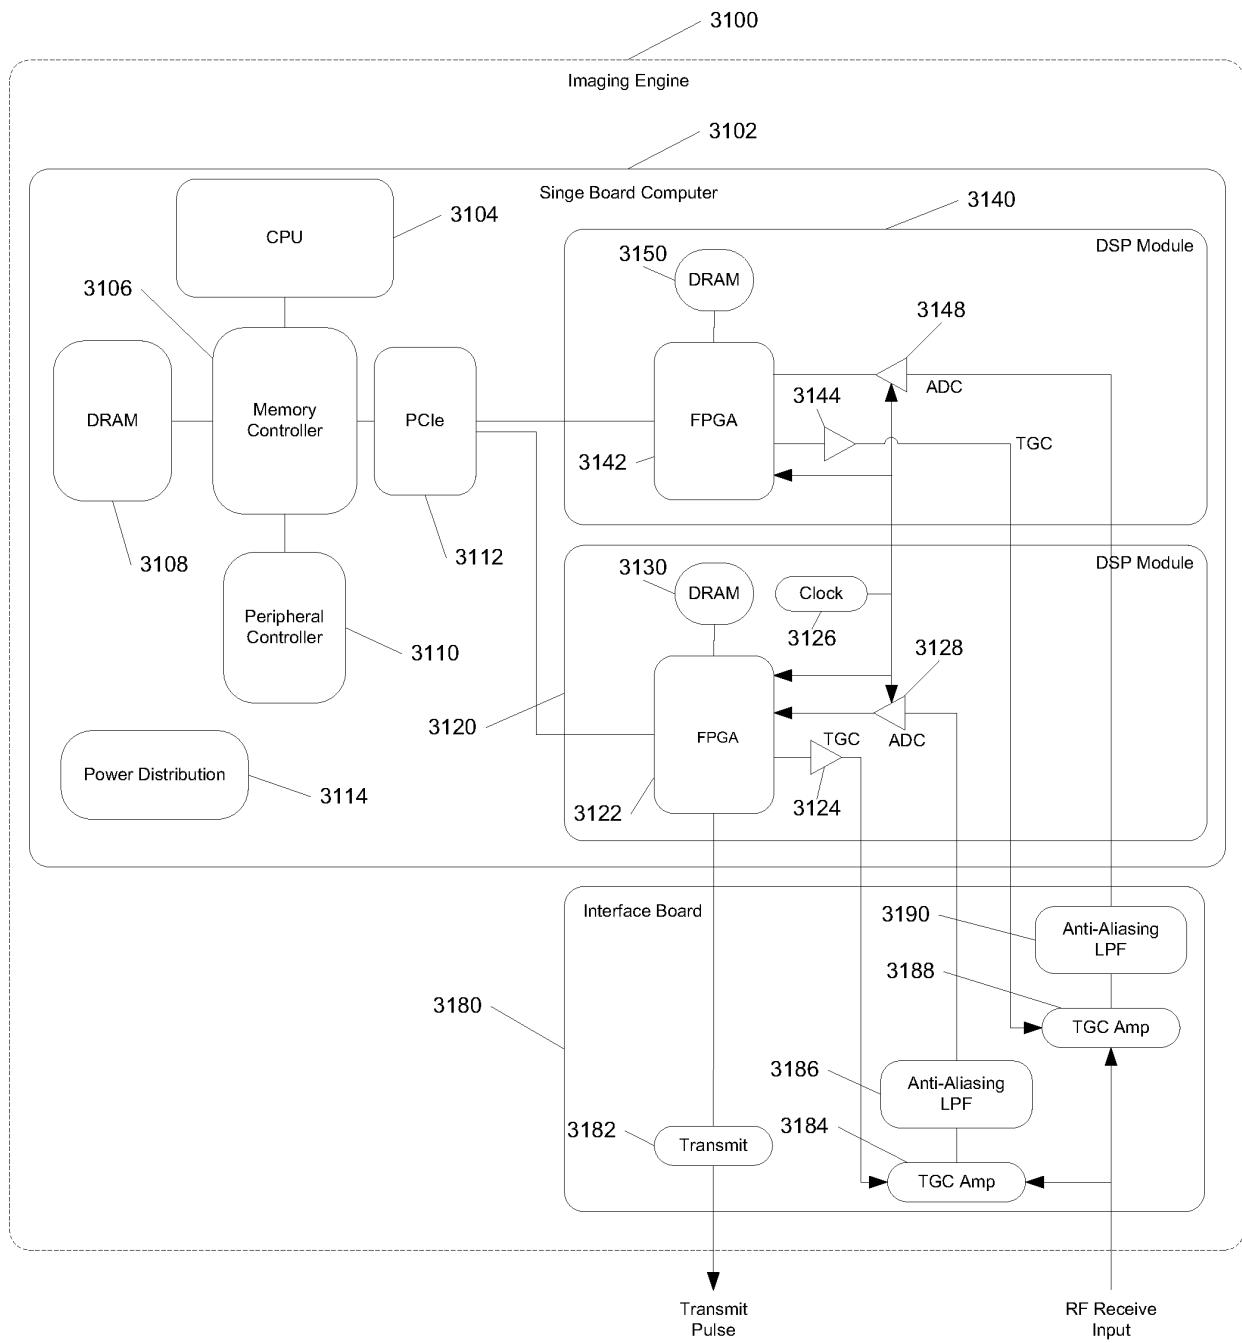 3100
Imaging Engine
3102
Singe Board Computer
3104
CPU
3140
DSP Module
3150
DRAM
3106
3148
ADC
3144
Memory
Controller
DRAM
PCIe
FPGA
TGC
3142
3108
3112
3130
DRAM
DSP Module
Clock
3126
Peripheral
Controller
3110
3128
3120
FPGA
TGC
ADC
Power Distribution
3114
3122
3124
Interface Board
3190
Anti-Aliasing
LPF
3188
TGC Amp
3180
3186
Anti-Aliasing
LPF
3182
Transmit
3184
TGC Amp
Transmit
Pulse
RF Receive
Input